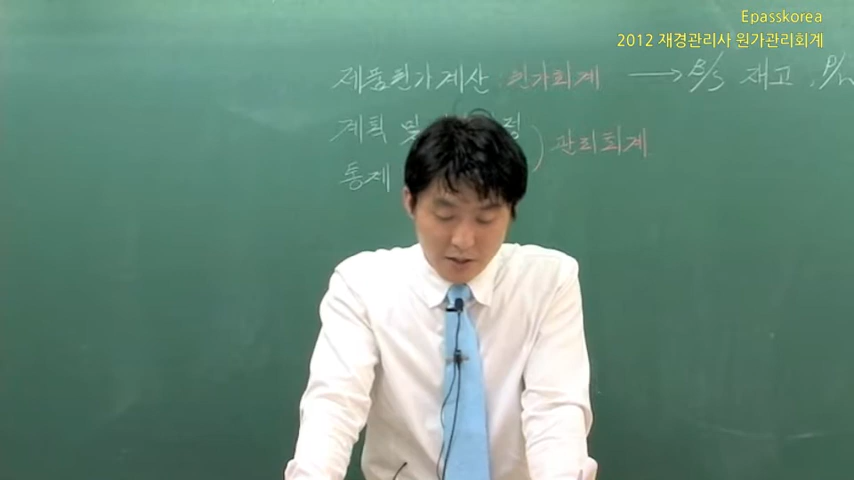 Epasskorea
2012 재경관리사 원가관리회계
제품원가계산 원가회계 → B/S 재고, P/L
계획 및 정 ) 관리회계
통제